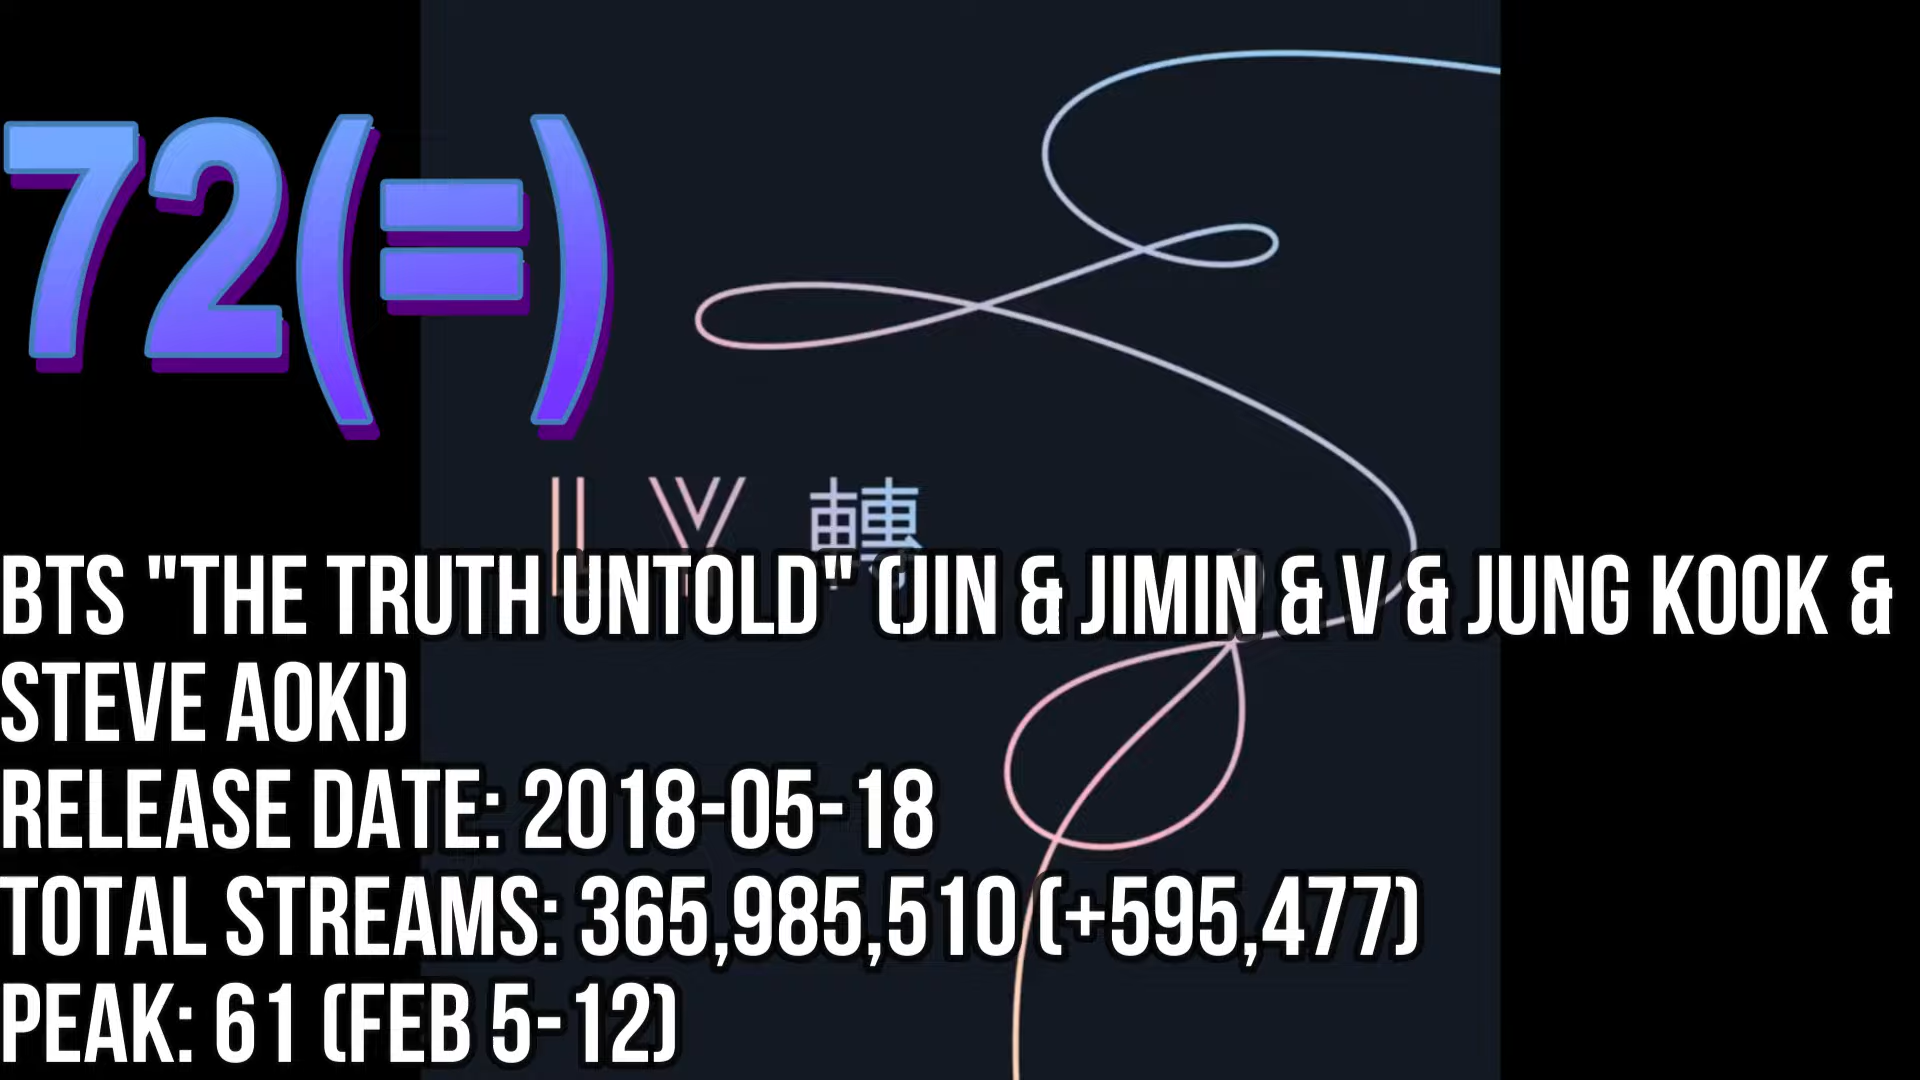 72(=)
LY 轉
BTS "THE TRUTH UNTOLD" (JIN & JIMIN & V & JUNG KOOK &
STEVE AOKI)
RELEASE DATE: 2018-05-18
TOTAL STREAMS: 365,985,510 (+595,477)
PEAK: 61 (FEB 5-12)